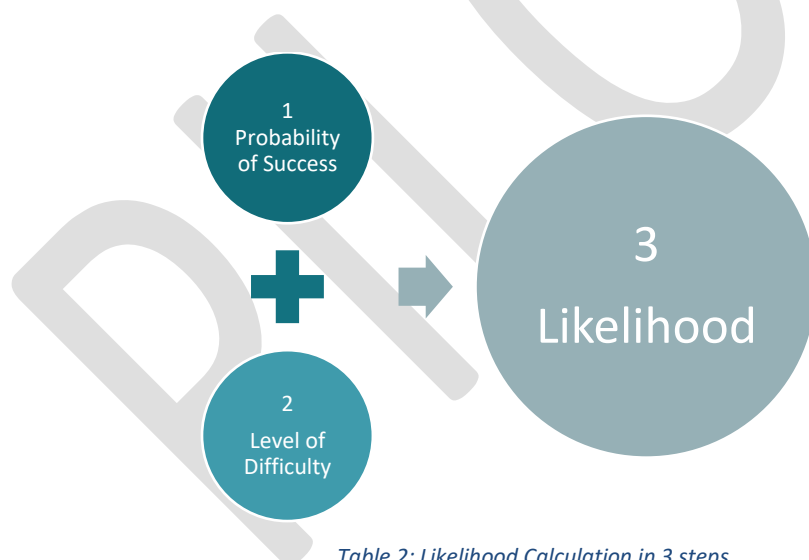 1
Probability
of Success
2
Level of
Difficulty
3
Likelihood
Table 2: Likelihood Calculation in 3 steps